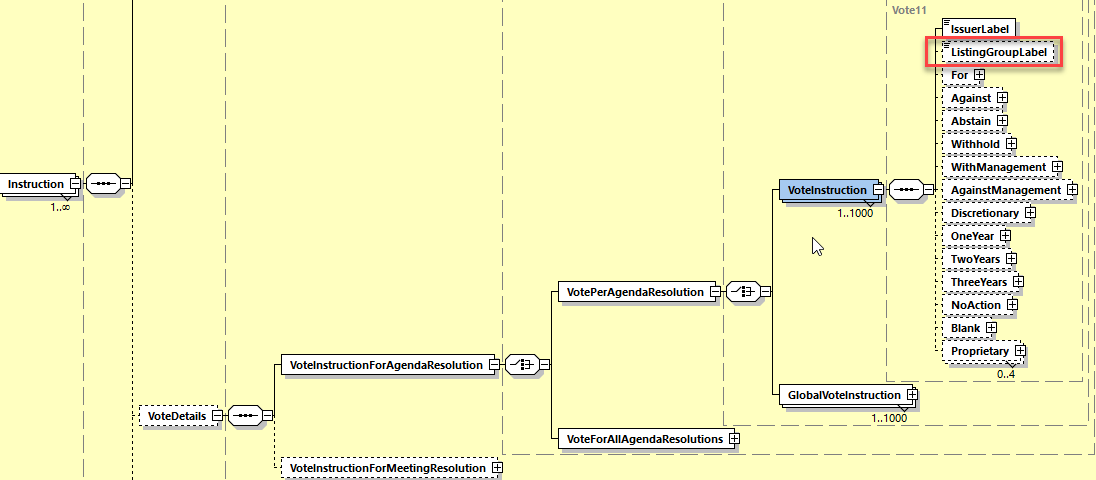 Vote11
IssuerLabel
ListingGroupLabel
For
Against
Abstain
Withhold
WithManagement
AgainstManagement
Discretionary
OneYear
TwoYears
ThreeYears
NoAction
Blank
Proprietary
0..4
Instruction
1..∞
VoteInstruction
1..1000
VotePerAgendaResolution
VoteInstructionForAgendaResolution
GlobalVoteInstruction
1..1000
VoteDetails
VoteForAllAgendaResolutions
VoteInstructionForMeetingResolution